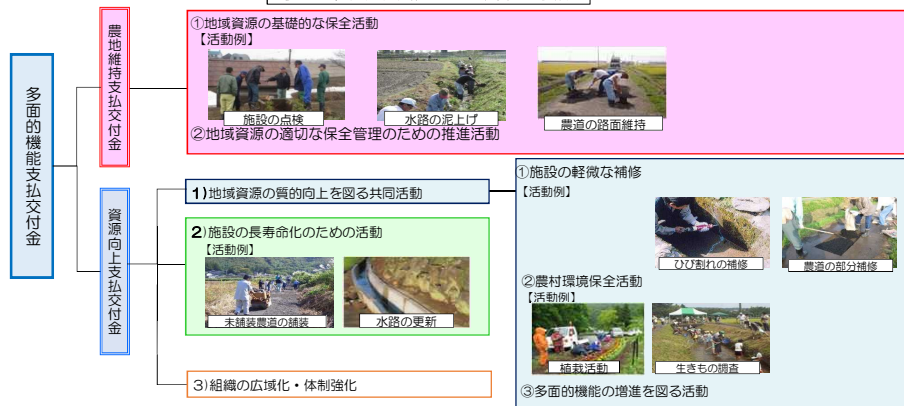 多面的機能支払交付金
農地維持支払交付金
①地域資源の基礎的な保全活動
【活動例】
施設の点検
水路の泥上げ
農道の路面維持
②地域資源の適切な保全管理のための推進活動
資源向上支払交付金
1)地域資源の質的向上を図る共同活動
2)施設の長寿命化のための活動
【活動例】
未舗装農道の舗装
水路の更新
3)組織の広域化・体制強化
①施設の軽微な補修
【活動例】
ひび割れの補修
農道の部分補修
②農村環境保全活動
【活動例】
植栽活動
生きもの調査
③多面的機能の増進を図る活動